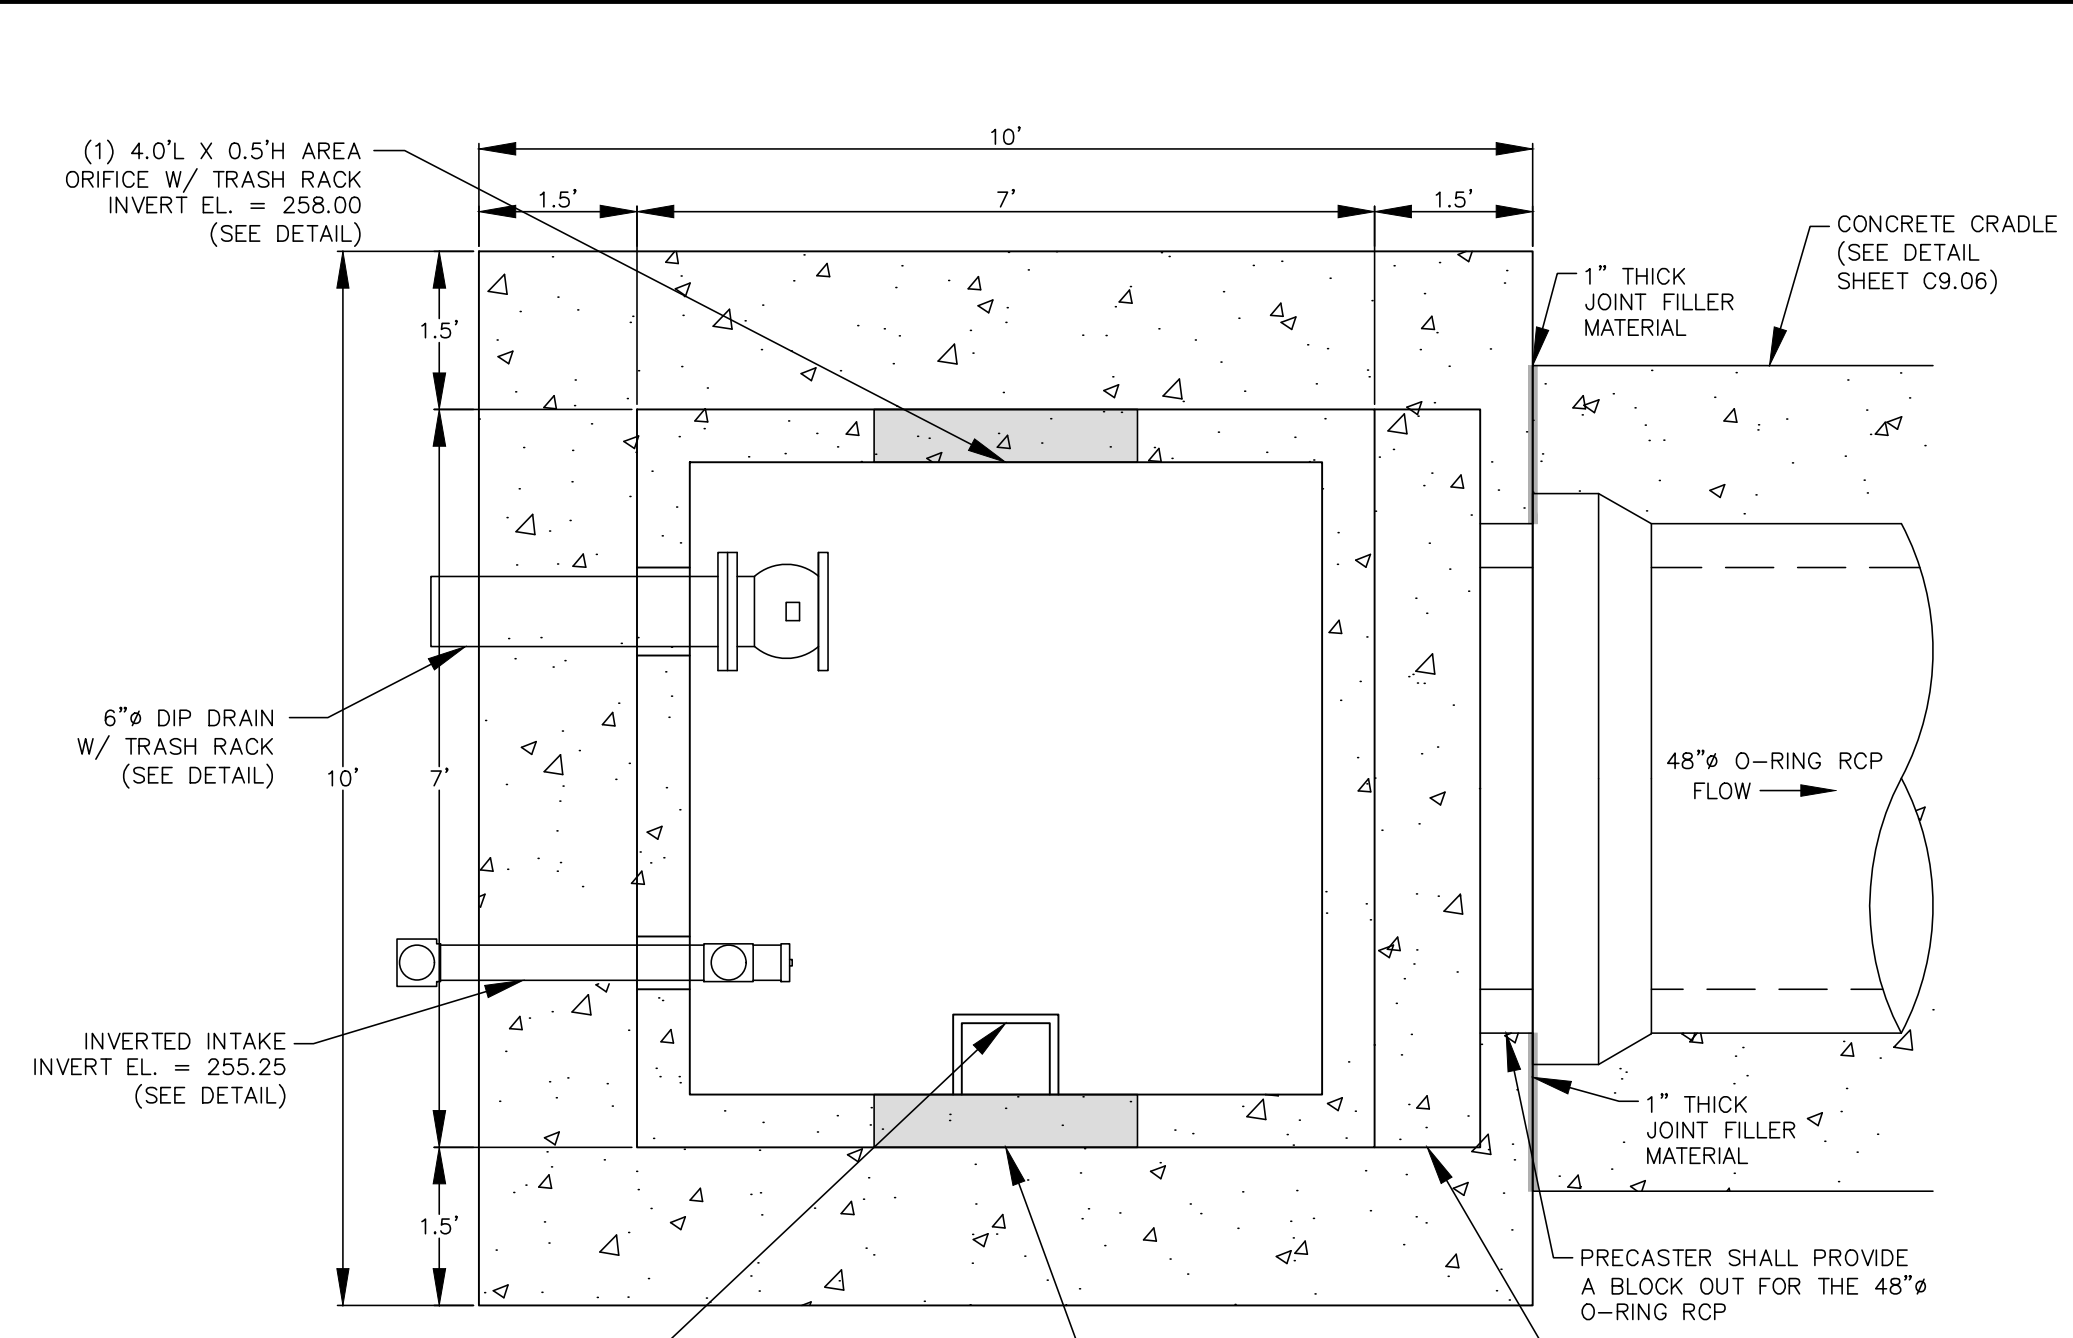 10'
(1) 4.0'L X 0.5'H AREA
ORIFICE W/ TRASH RACK
INVERT EL. = 258.00
(SEE DETAIL)
1.5'
7'
1.5'
CONCRETE CRADLE
(SEE DETAIL
SHEET C9.06)
1" THICK
JOINT FILLER
MATERIAL
1.5'
6"ø DIP DRAIN
W/ TRASH RACK
(SEE DETAIL)
10'
7'
48"ø O-RING RCP
FLOW
INVERTED INTAKE
INVERT EL. = 255.25
(SEE DETAIL)
1" THICK
JOINT FILLER
MATERIAL
1.5'
PRECASTER SHALL PROVIDE
A BLOCK OUT FOR THE 48"ø
O-RING RCP